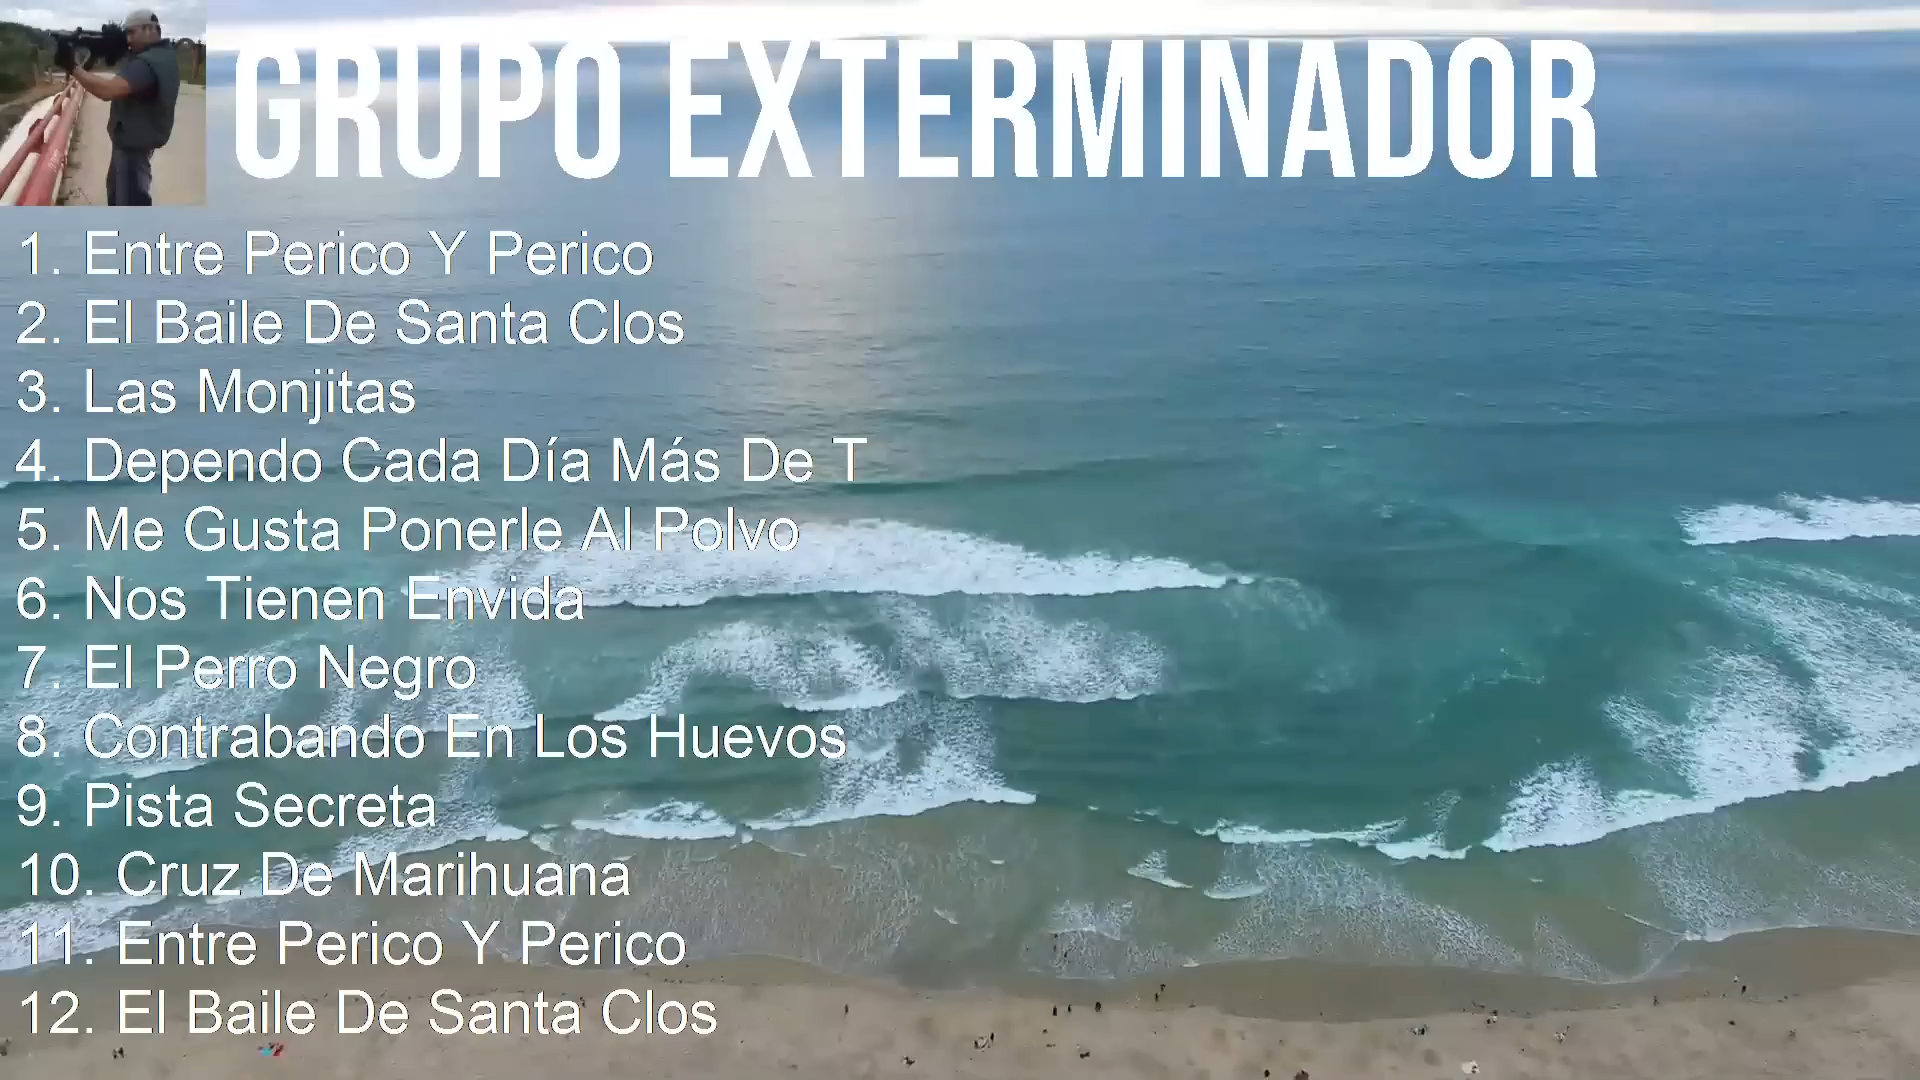 GRUPO EXTERMINADOR
1. Entre Perico Y Perico
2. El Baile De Santa Clos
3. Las Monjitas
4. Dependo Cada Día Más De T
5. Me Gusta Ponerle Al Polvo
6. Nos Tienen Envida
7. El Perro Negro
8. Contrabando En Los Huevos
9. Pista Secreta
10. Cruz De Marihuana
11. Entre Perico Y Perico
12. El Baile De Santa Clos